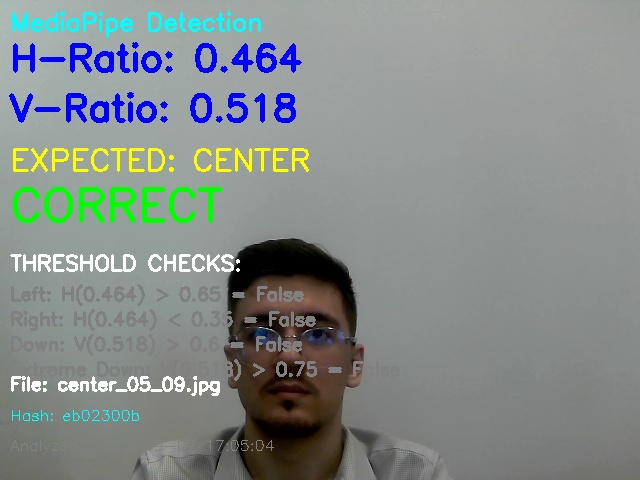 MediaPipe Detection
H-Ratio: 0.464
V-Ratio: 0.518
EXPECTED: CENTER
CORRECT
THRESHOLD CHECKS:
Left: H(0.464) > 0.65 = False
Right: H(0.464) < 0.35 = False
Down: V(0.518) > 0.6 = False
Extreme Down: V(0.518) > 0.75 = False
File: center_05_09.jpg
Hash: eb02300b
17:05:04